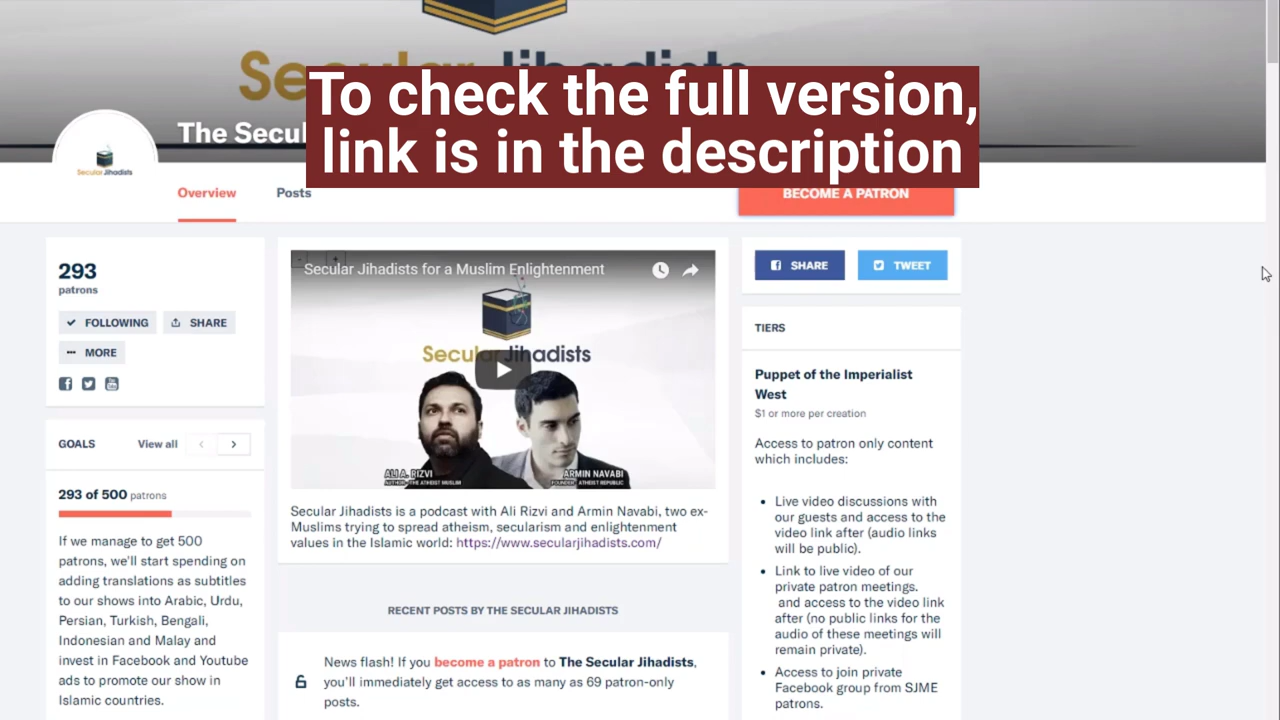 Secular Jihadists
To check the full version,
link is in the description
The Secul
Secular Jihadists
Overview
Posts
BECOME A PATRON
293
patrons
FOLLOWING
SHARE
MORE
GOALS
View all
293 of 500 patrons
If we manage to get 500
patrons, we'll start spending on
adding translations as subtitles
to our shows into Arabic, Urdu,
Persian, Turkish, Bengali,
Indonesian and Malay and
invest in Facebook and Youtube
ads to promote our show in
Islamic countries.
Secular Jihadists for a Muslim Enlightenment
Secular Jihadists
ALI A. RIZVI
AUTHOR - THE ATHEIST MUSLIM
ARMIN NAVABI
FOUNDER - ATHEIST REPUBLIC
Secular Jihadists is a podcast with Ali Rizvi and Armin Navabi, two ex-
Muslims trying to spread atheism, secularism and enlightenment
values in the Islamic world: https://www.secularjihadists.com/
RECENT POSTS BY THE SECULAR JIHADISTS
News flash! If you become a patron to The Secular Jihadists,
you'll immediately get access to as many as 69 patron-only
posts.
SHARE
TWEET
TIERS
Puppet of the Imperialist
West
$1 or more per creation
Access to patron only content
which includes:
• Live video discussions with
our guests and access to the
video link after (audio links
will be public).
• Link to live video of our
private patron meetings.
and access to the video link
after (no public links for the
audio of these meetings will
remain private).
• Access to join private
Facebook group from SJME
patrons.